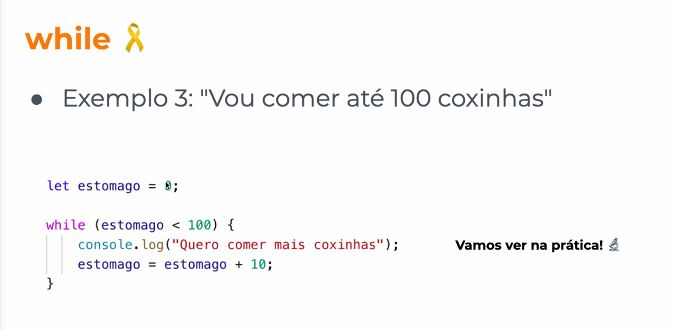 while 🎗️
● Exemplo 3: "Vou comer até 100 coxinhas"
let estomago = 0;
while (estomago < 100) {
console.log("Quero comer mais coxinhas");
Vamos ver na prática! 🔬
estomago = estomago + 10;
}